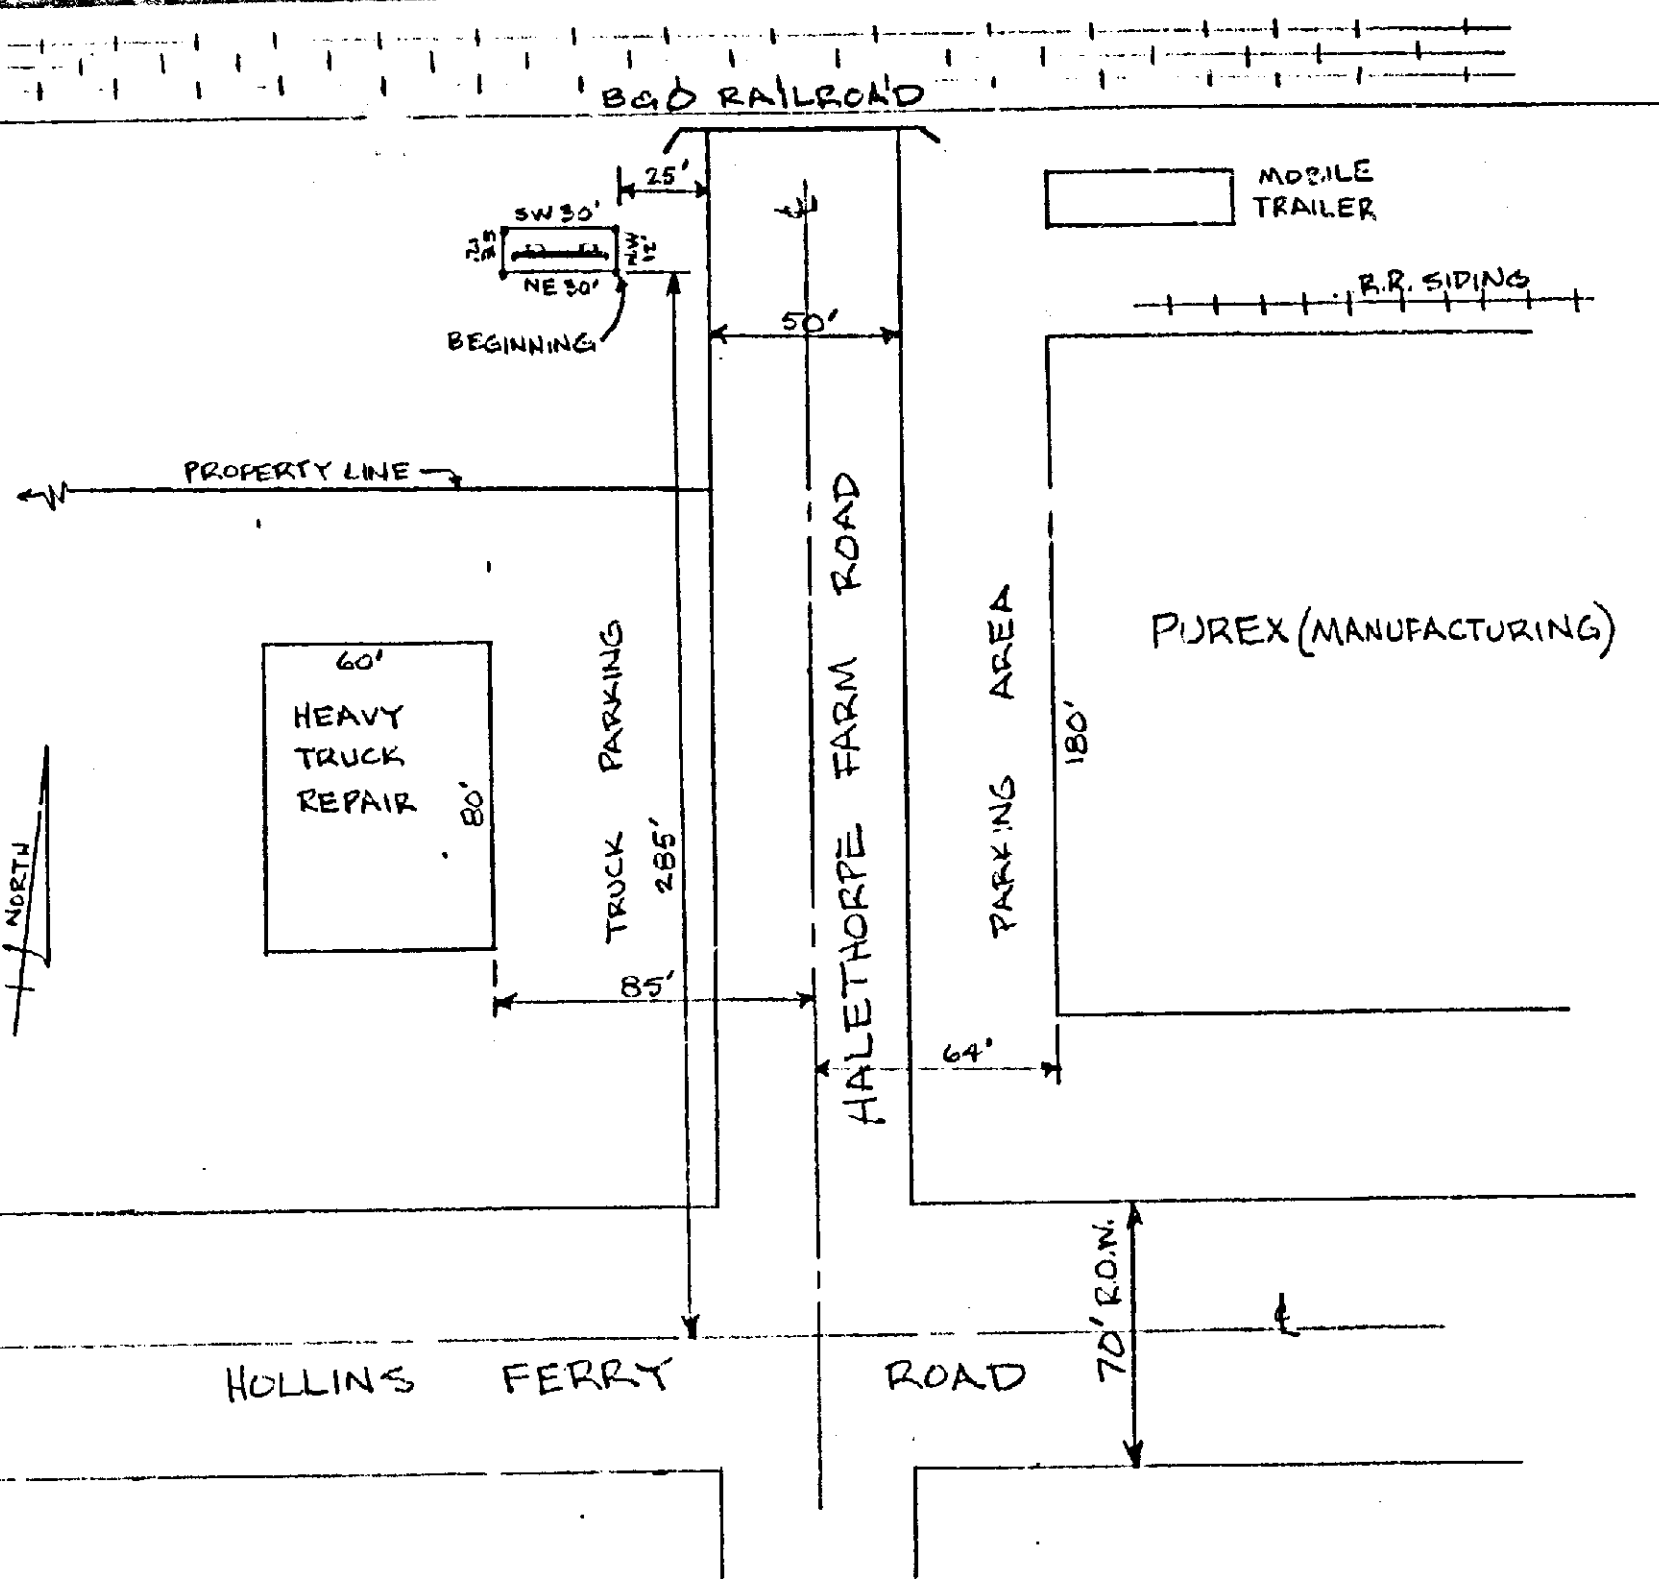 B&O RAILROAD
25'
MOBILE
TRAILER
SW 30'
N.W.
12'
NE 30'
BEGINNING
R.R. SIDING
50'
PROPERTY LINE
HALETHORPE FARM ROAD
PUREX (MANUFACTURING)
60'
HEAVY
TRUCK
REPAIR
80'
TRUCK PARKING
285'
PARKING AREA
180'
NORTH
85'
64'
70' R.O.W.
HOLLINS FERRY ROAD